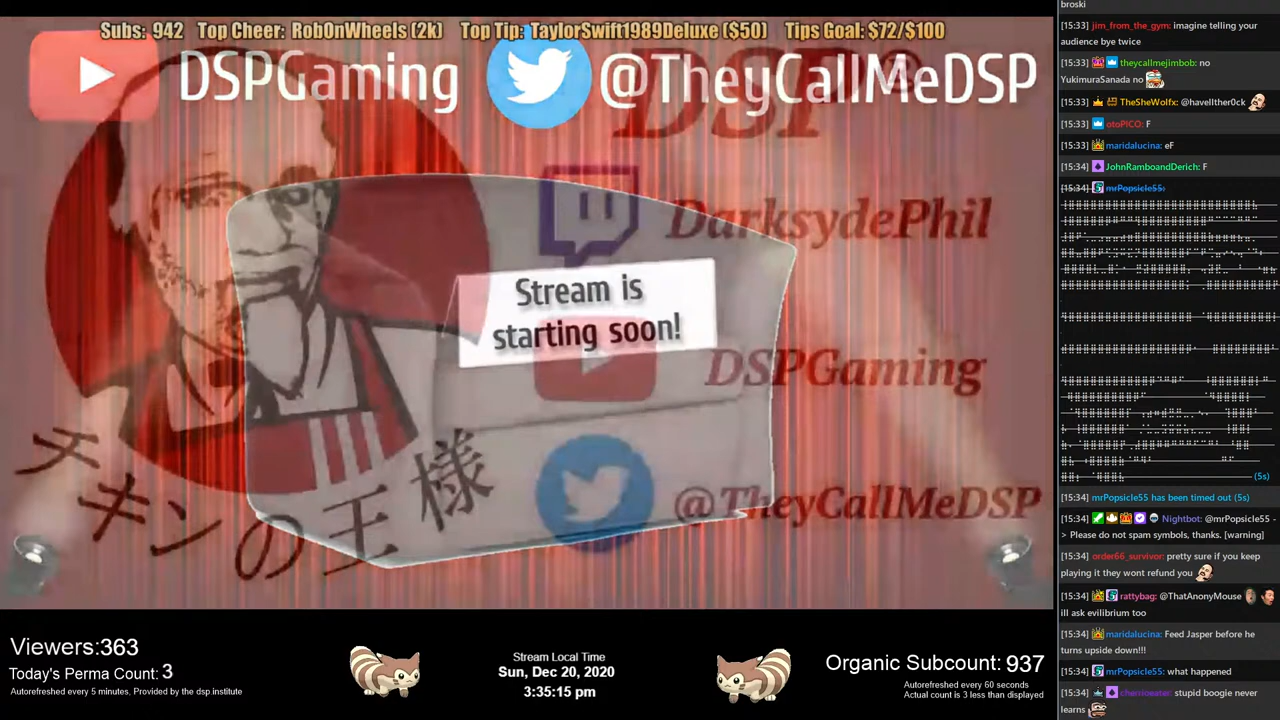 Subs: 942 Top Cheer: RobOnWheels (2k) Top Tip: TaylorSwift1989Deluxe ($50) Tips Goal: $72/$100
DSPGaming @TheyCallMeDSP
DSP
DarksydePhil
Stream is
starting soon!
DSPGaming
@TheyCallMeDSP
チキンの王様
Viewers:363
Today's Perma Count: 3
Autorefreshed every 5 minutes, Provided by the dsp institute
Stream Local Time
Sun, Dec 20, 2020
3:35:15 pm
Organic Subcount: 937
Autorefreshed every 60 seconds
Actual count is 3 less than displayed
broski
[15:33] jim_from_the_gym: imagine telling your
audience bye twice
[15:33] theycallmejimbob: no
YukimuraSanada no
[15:33] TheSheWolfx: @havellther0ck
[15:33] otoPICO: F
[15:33] maridalucina: eF
[15:34] JohnRamboandDerich: F
[15:34] mrPopsicle55:
(5s)
[15:34] mrPopsicle55 has been timed out (5s)
[15:34] Nightbot: @mrPopsicle55 -
> Please do not spam symbols, thanks. [warning]
[15:34] order66_survivor: pretty sure if you keep
playing it they wont refund you
[15:34] rattybag: @ThatAnonyMouse
ill ask evilibrium too
[15:34] maridalucina: Feed Jasper before he
turns upside down!!!
[15:34] mrPopsicle55: what happened
[15:34] cherrioeater: stupid boogie never
learns